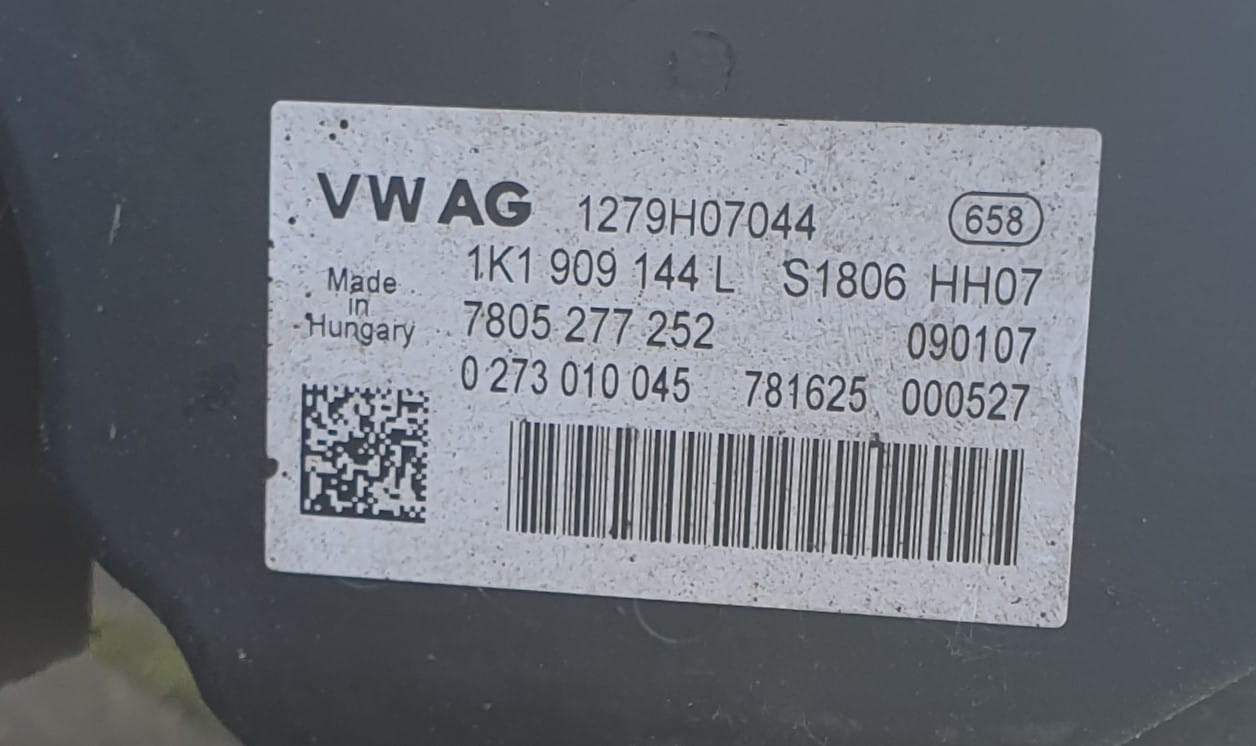 VW AG 1279H07044 658
1K1 909 144 L S1806 HH07
Made
in
Hungary
7805 277 252 090107
0 273 010 045 781625 000527